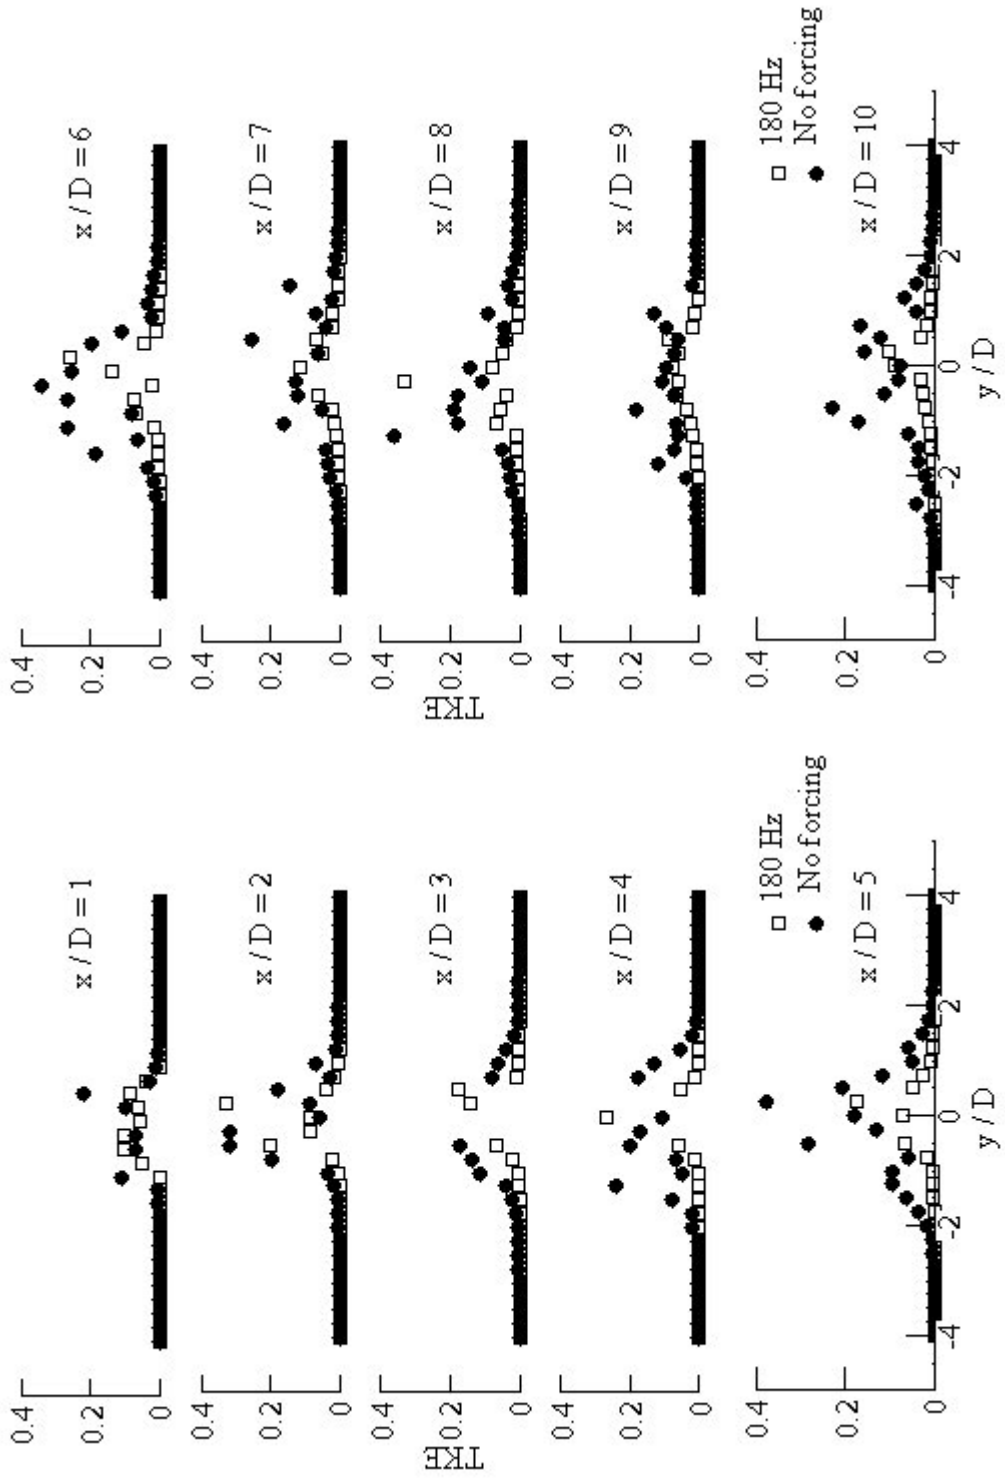 0.4
0.2
0
x / D = 1
0.4
0.2
0
x / D = 2
TKE
0.4
0.2
0
x / D = 3
0.4
0.2
0
x / D = 4
0.4
0.2
0
180 Hz
No forcing
x / D = 5
-4
-2
0
2
4
y / D
0.4
0.2
0
x / D = 6
0.4
0.2
0
x / D = 7
TKE
0.4
0.2
0
x / D = 8
0.4
0.2
0
x / D = 9
0.4
0.2
0
180 Hz
No forcing
x / D = 10
-4
-2
0
2
4
y / D